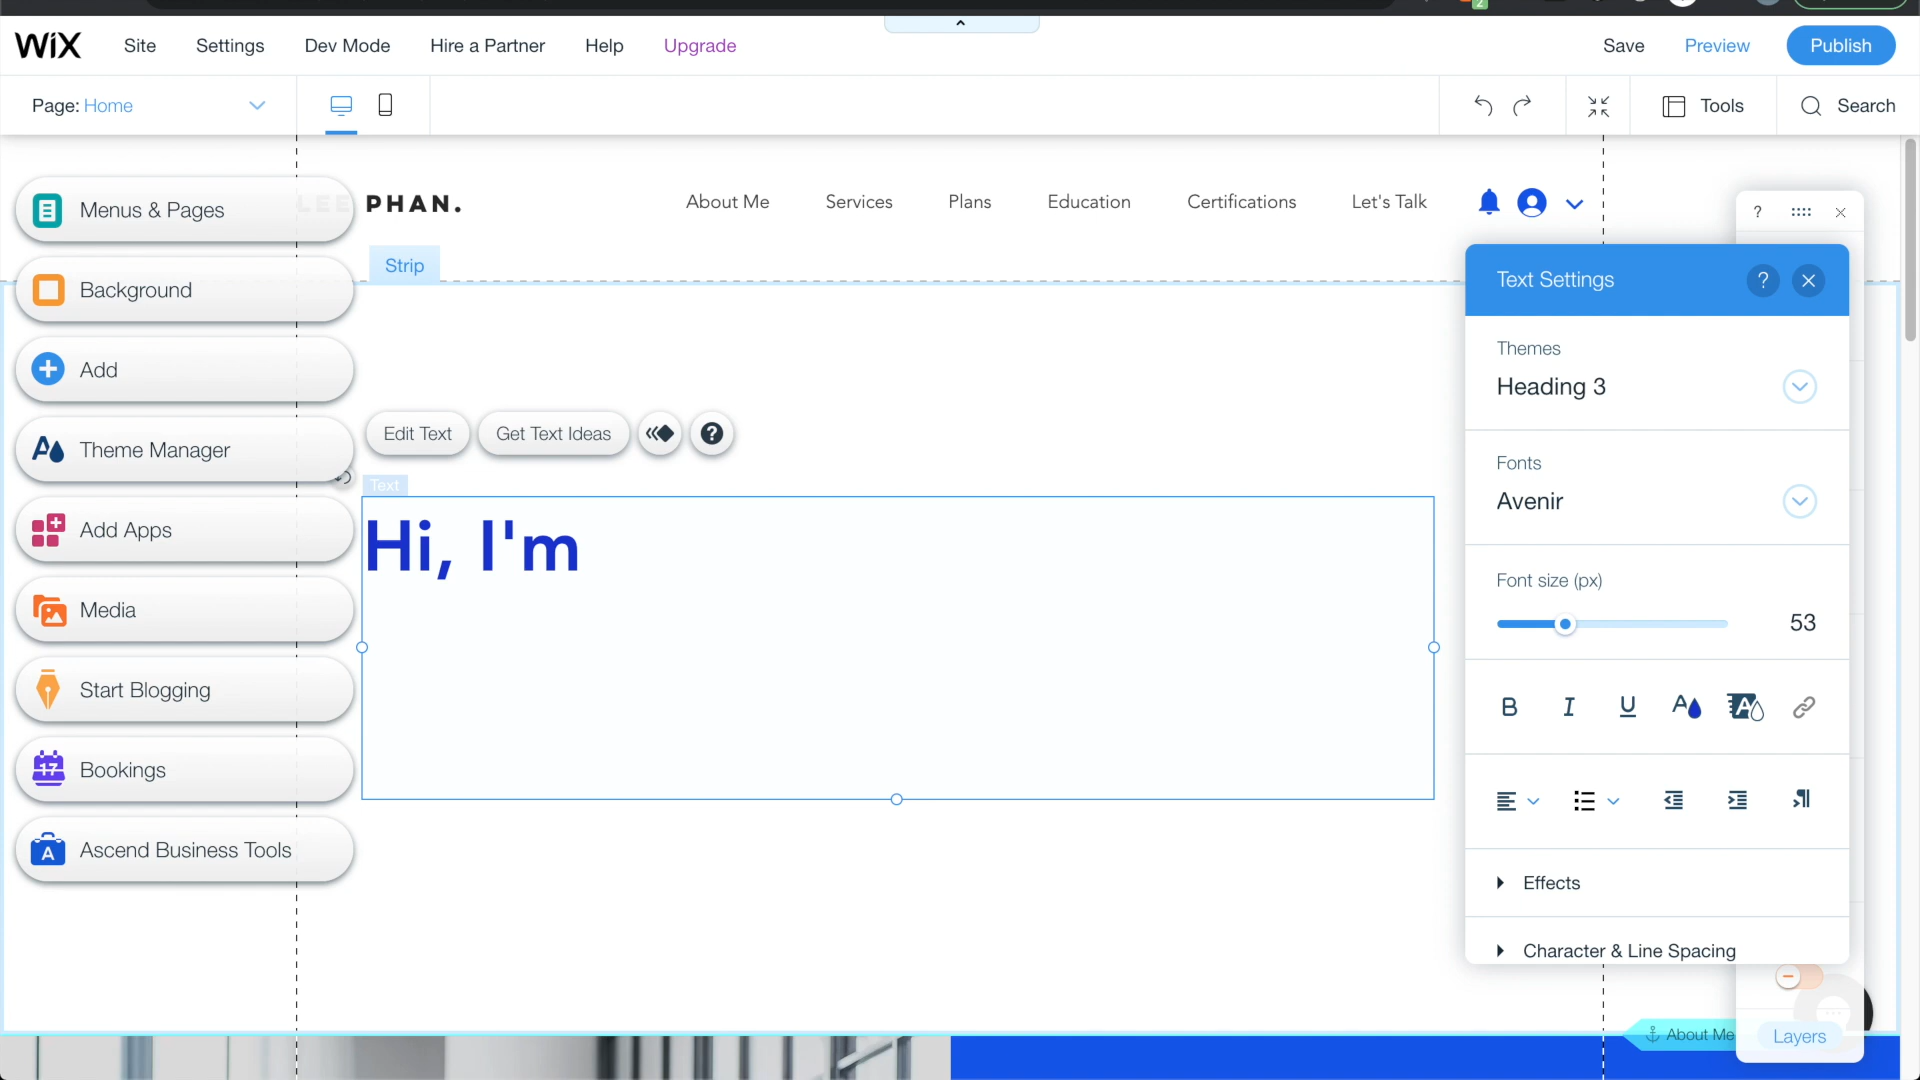 2
WiX
Site
Settings
Dev Mode
Hire a Partner
Help
Upgrade
Save
Preview
Publish
Page: Home
Tools
Search
LEE PHAN.
About Me
Services
Plans
Education
Certifications
Let's Talk
Menus & Pages
Background
Add
Theme Manager
Add Apps
Media
17
Start Blogging
Bookings
A
Ascend Business Tools
Strip
Edit Text
Get Text Ideas
?
Text
Hi, I'm
?
Text Settings
?
Themes
Heading 3
Fonts
Avenir
Font size (px)
53
B I U A A
Effects
Character & Line Spacing
About Me
Layers